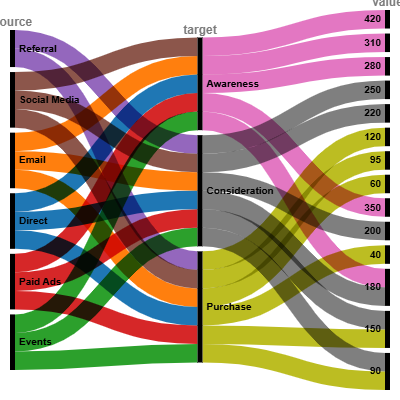 ource
target
value
Referral
Social Media
Email
Direct
Paid Ads
Events
Awareness
Consideration
Purchase
420
310
280
250
220
120
95
60
350
200
40
180
150
90